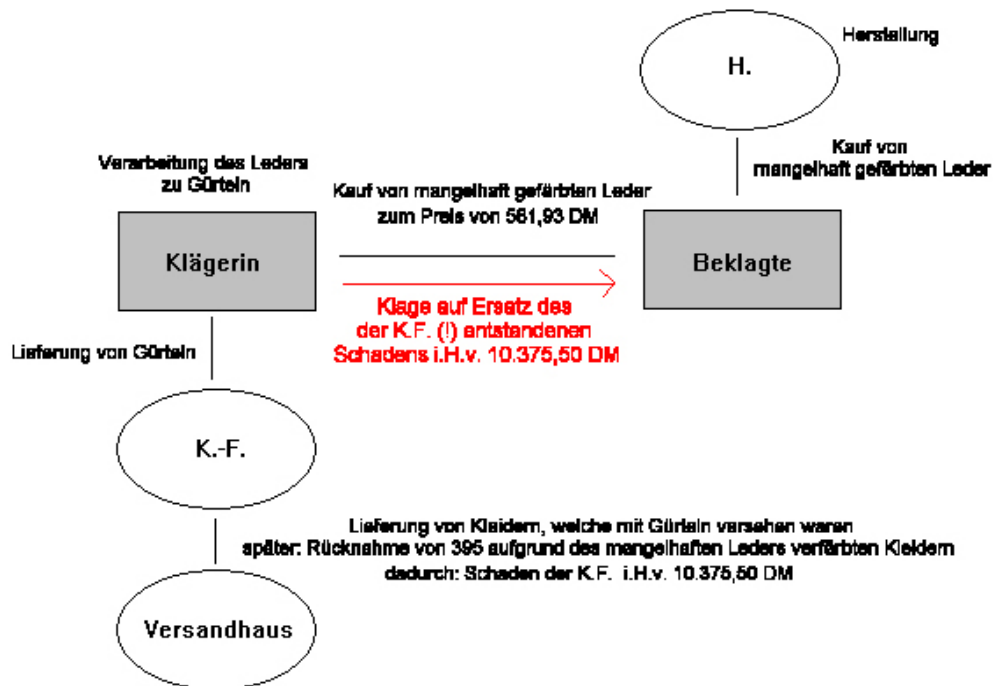 Herstellung
H.
Kauf von
mangelhaft gefärbten Leder
Verarbeitung des Leders
zu Gürteln
Kauf von mangelhaft gefärbten Leder
zum Preis von 561,93 DM
Klägerin
Beklagte
Klage auf Ersatz des
der K.F. (!) entstandenen
Schadens i.H.v. 10.375,50 DM
Lieferung von Gürteln
K.-F.
Lieferung von Kleidern, welche mit Gürteln versehen waren
später: Rücknahme von 395 aufgrund des mangelhaften Leders verfärbten Kleidern
dadurch: Schaden der K.F. i.H.v. 10.375,50 DM
Versandhaus